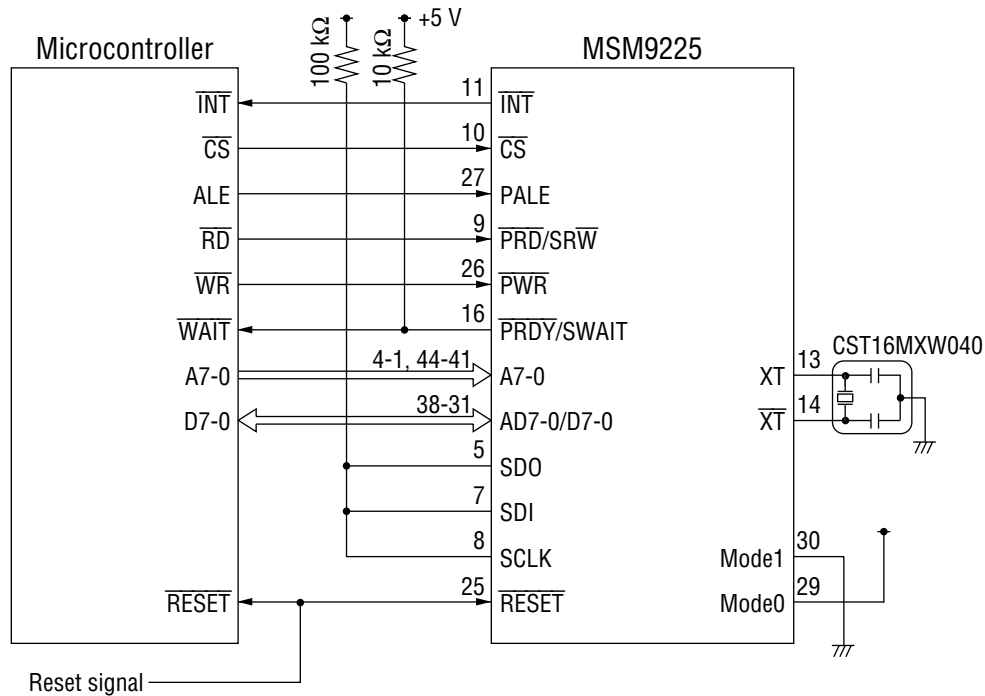 +5 V
100 kΩ
10 kΩ
Microcontroller
MSM9225
INT
11
INT
CS
10
CS
ALE
27
PALE
RD
9
PRD/SRW
WR
26
PWR
WAIT
16
PRDY/SWAIT
A7-0
4-1, 44-41
A7-0
D7-0
38-31
AD7-0/D7-0
5
SDO
7
SDI
8
SCLK
RESET
25
RESET
XT
13
XT
14
CST16MXW040
Mode1
30
Mode0
29
Reset signal